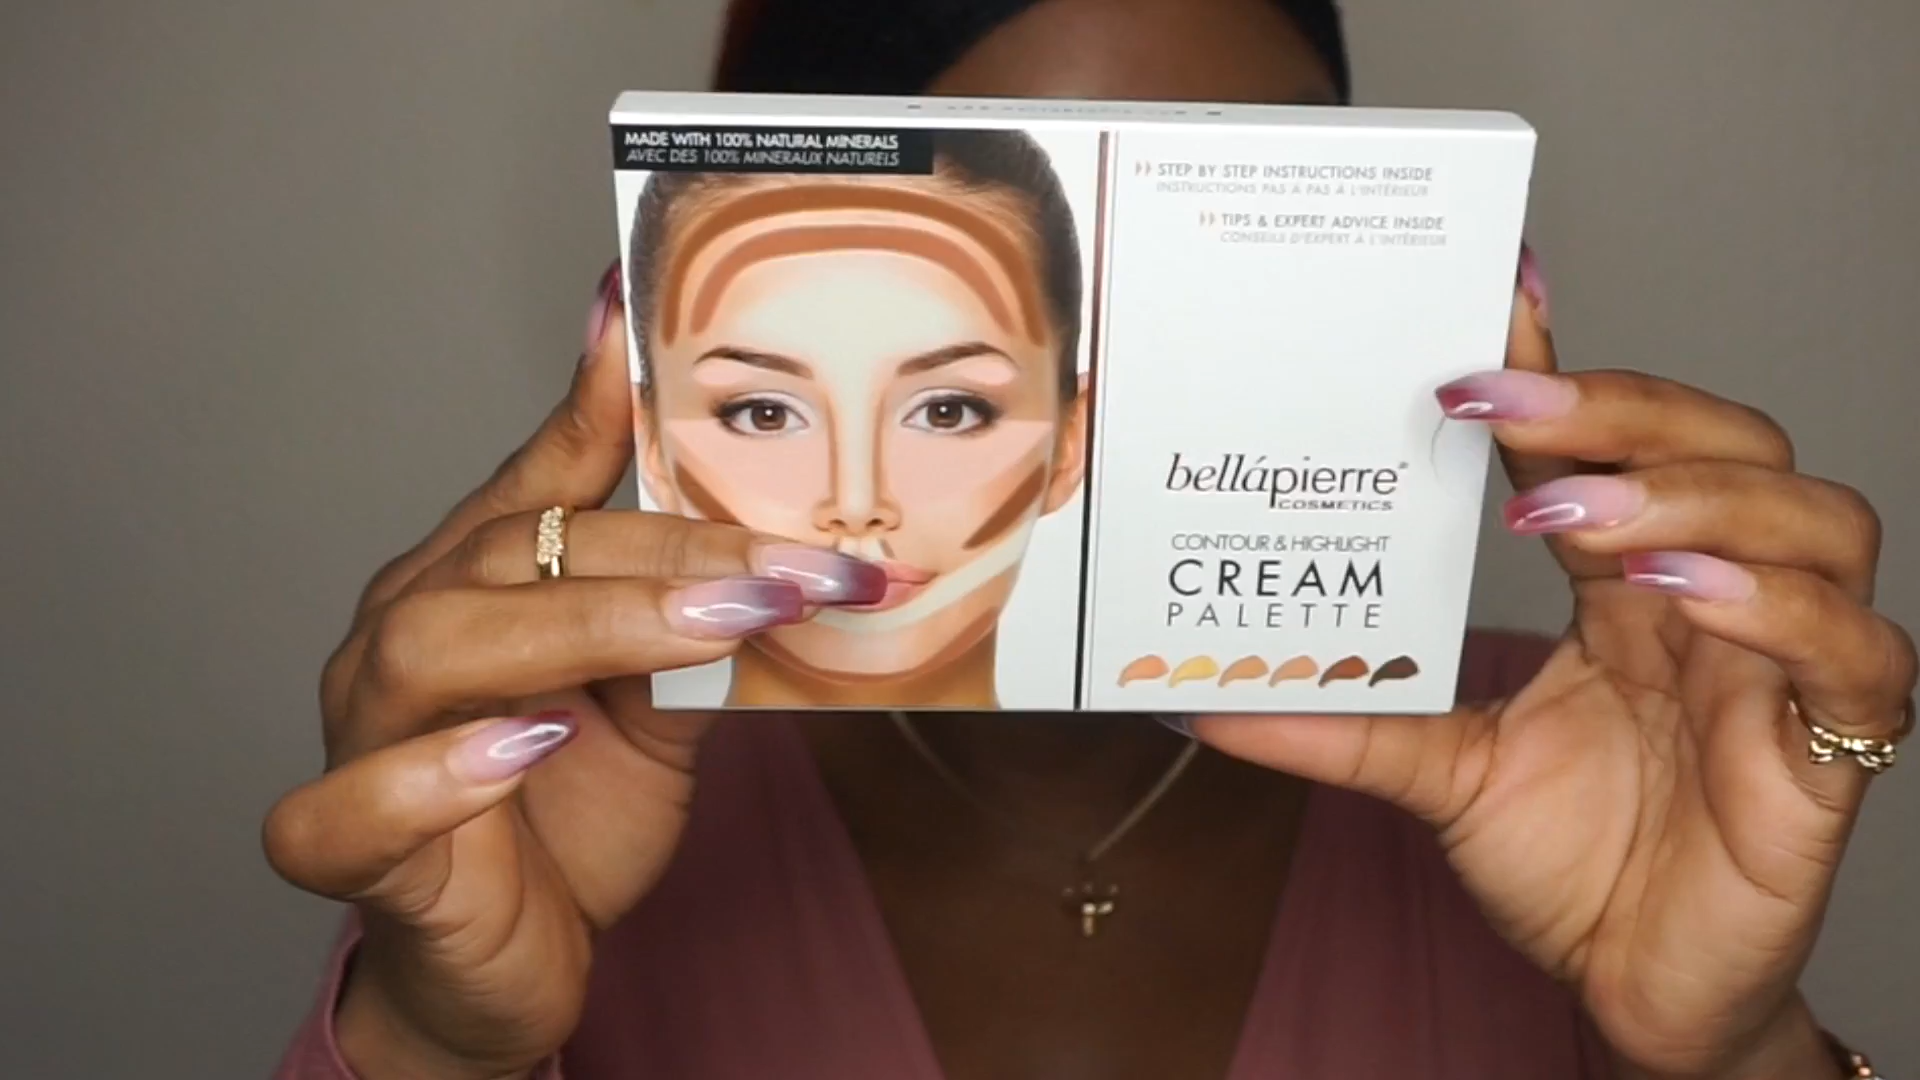 MADE WITH 100% NATURAL MINERALS
AVEC DES 100% MINERAUX NATURELS
STEP BY STEP INSTRUCTIONS INSIDE
INSTRUCTIONS PAS A PAS A L'INTÉRIEUR
TIPS & EXPERT ADVICE INSIDE
CONSEILS D'EXPERT A L'INTÉRIEUR
bellápierre®
COSMETICS
CONTOUR & HIGHLIGHT
CREAM
PALETTE